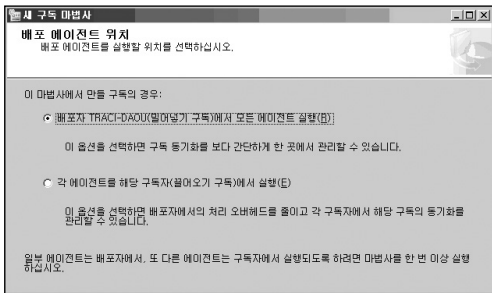 새 구독 마법사
배포 에이전트 위치
배포 에이전트를 실행할 위치를 선택하십시오.
이 마법사에서 만들 구독의 경우:
배포자 TRACI-DAOU(밀어넣기 구독)에서 모든 에이전트 실행(R)
이 옵션을 선택하면 구독 동기화를 보다 간단하게 한 곳에서 관리할 수 있습니다.
각 에이전트를 해당 구독자(끌어오기 구독)에서 실행(E)
이 옵션을 선택하면 배포자에서의 처리 오버헤드를 줄이고 각 구독자에서 해당 구독의 동기화를
관리할 수 있습니다.
일부 에이전트는 배포자에서, 또 다른 에이전트는 구독자에서 실행되도록 하려면 마법사를 한 번 이상 실행
하십시오.